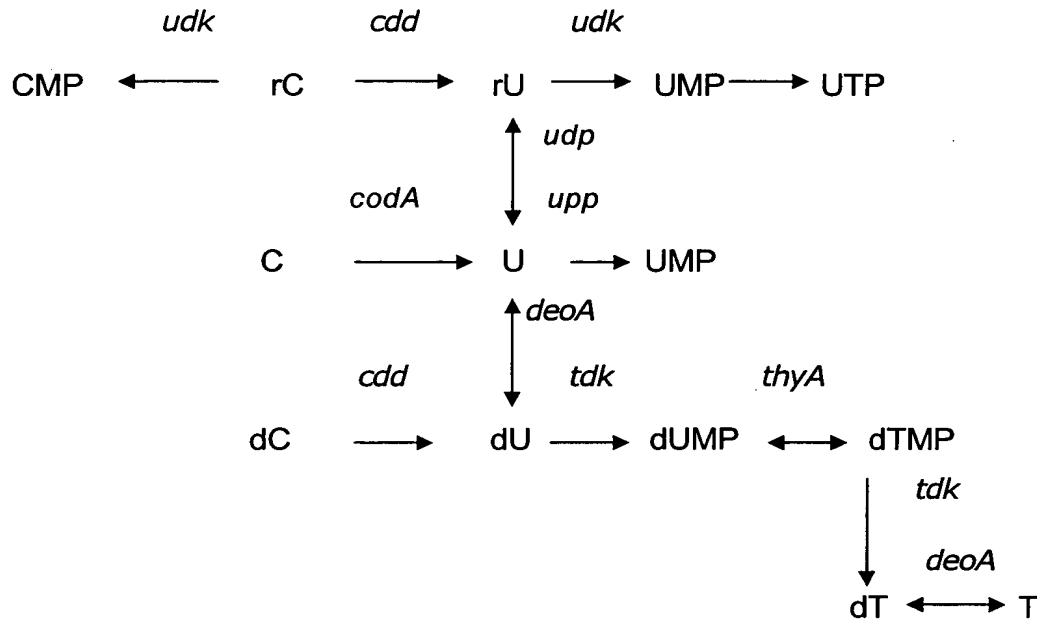 udk cdd udk
CMP rC rU UMP UTP
udp
codA upp
C U UMP
deoA
cdd tdk thyA
dC dU dUMP dTMP
tdk
deoA
dT T